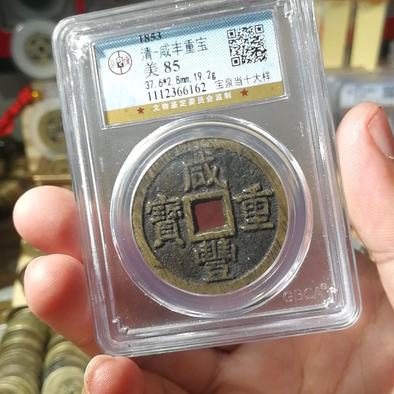 1853
清·咸丰重宝
美 85
37.6*2.8mm,19.2g
宝泉当十大样
1112366162
★文物鉴定委员会监制★
咸
寶 重
豐
GBCA®